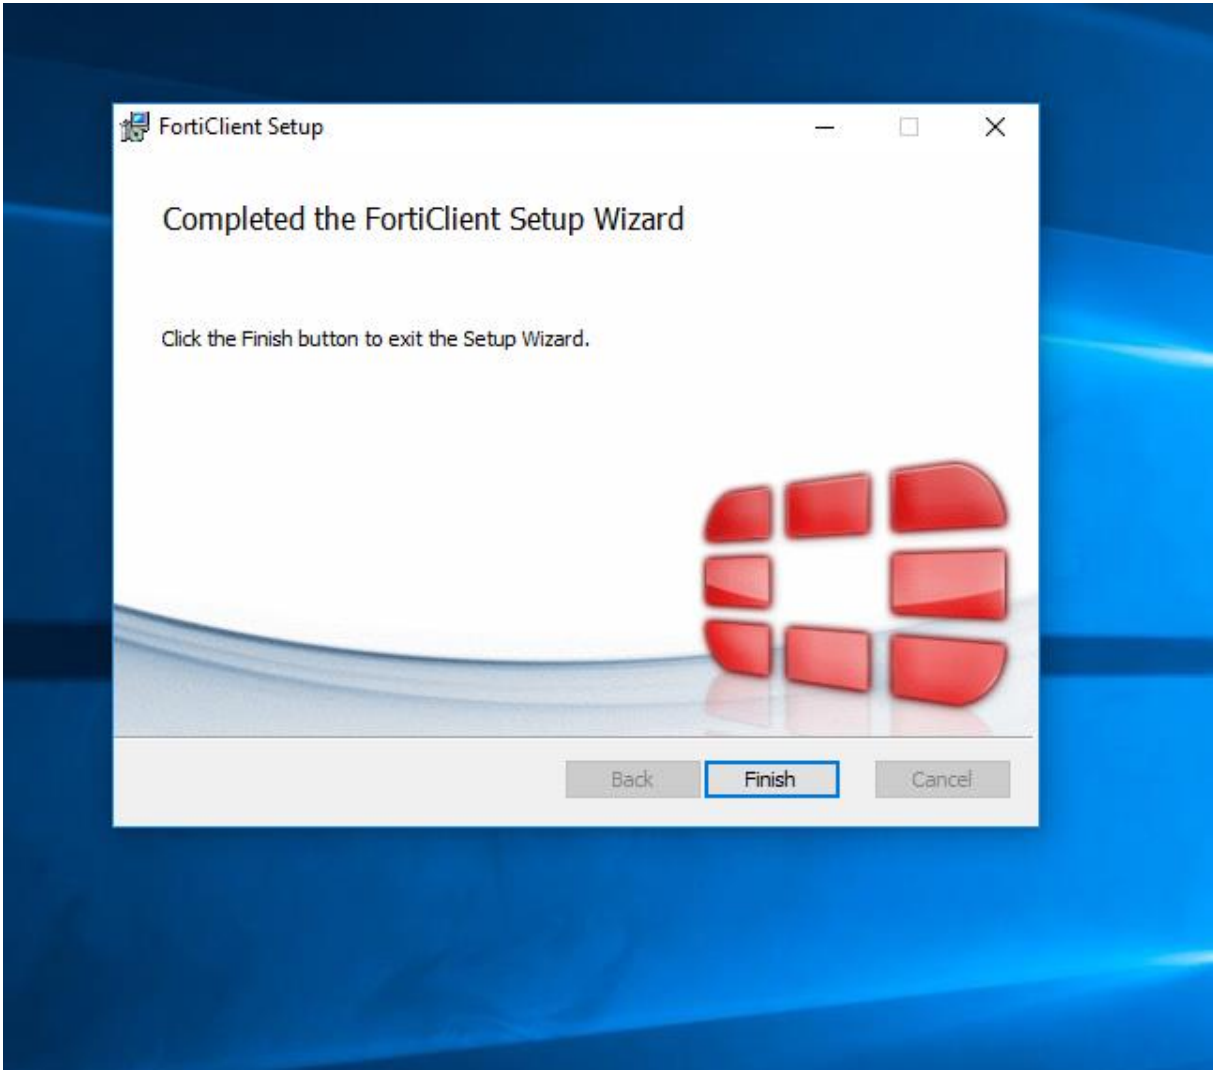 FortiClient Setup
Completed the FortiClient Setup Wizard
Click the Finish button to exit the Setup Wizard.
Back
Finish
Cancel